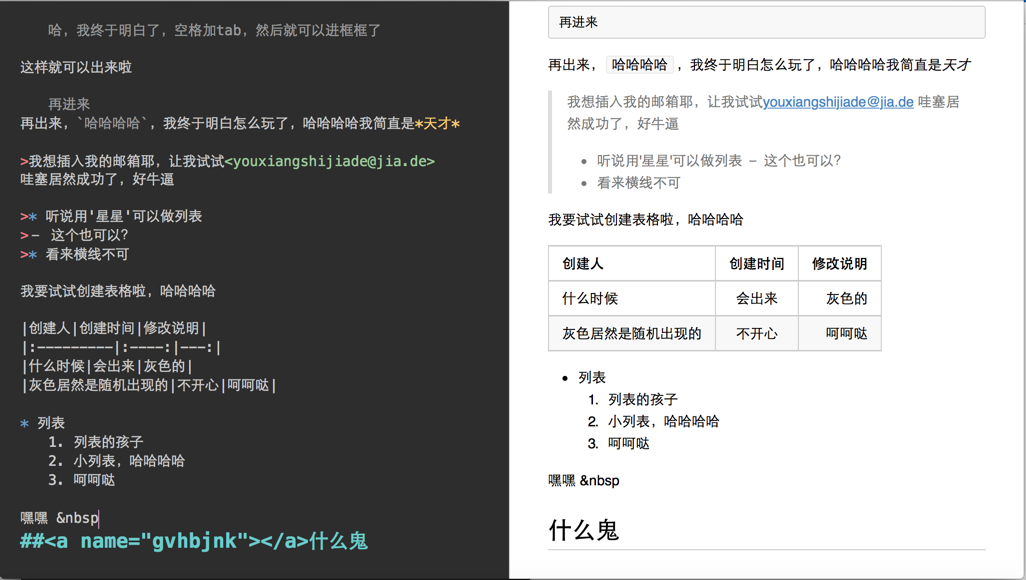 哈，我终于明白了，空格加tab，然后就可以进框框了
这样就可以出来啦
再进来
再出来，`哈哈哈哈`，我终于明白怎么玩了，哈哈哈哈我简直是*天才*
>我想插入我的邮箱耶，让我试试<youxiangshijiade@jia.de>
哇塞居然成功了，好牛逼
>* 听说用'星星'可以做列表
>- 这个也可以?
>* 看来横线不可
我要试试创建表格啦，哈哈哈哈
|创建人|创建时间|修改说明|
|:---------|:----:|---:|
|什么时候|会出来|灰色的|
|灰色居然是随机出现的|不开心|呵呵哒|
* 列表
1. 列表的孩子
2. 小列表，哈哈哈哈
3. 呵呵哒
嘿嘿 &nbsp
##<a name="gvhbjnk"></a>什么鬼
再进来
再出来， 哈哈哈哈 ，我终于明白怎么玩了，哈哈哈哈我简直是天才
我想插入我的邮箱耶，让我试试youxiangshijiade@jia.de 哇塞居
然成功了，好牛逼
• 听说用'星星'可以做列表 - 这个也可以?
• 看来横线不可
我要试试创建表格啦，哈哈哈哈
创建人 创建时间 修改说明
什么时候 会出来 灰色的
灰色居然是随机出现的 不开心 呵呵哒
• 列表
1. 列表的孩子
2. 小列表，哈哈哈哈
3. 呵呵哒
嘿嘿 &nbsp
什么鬼